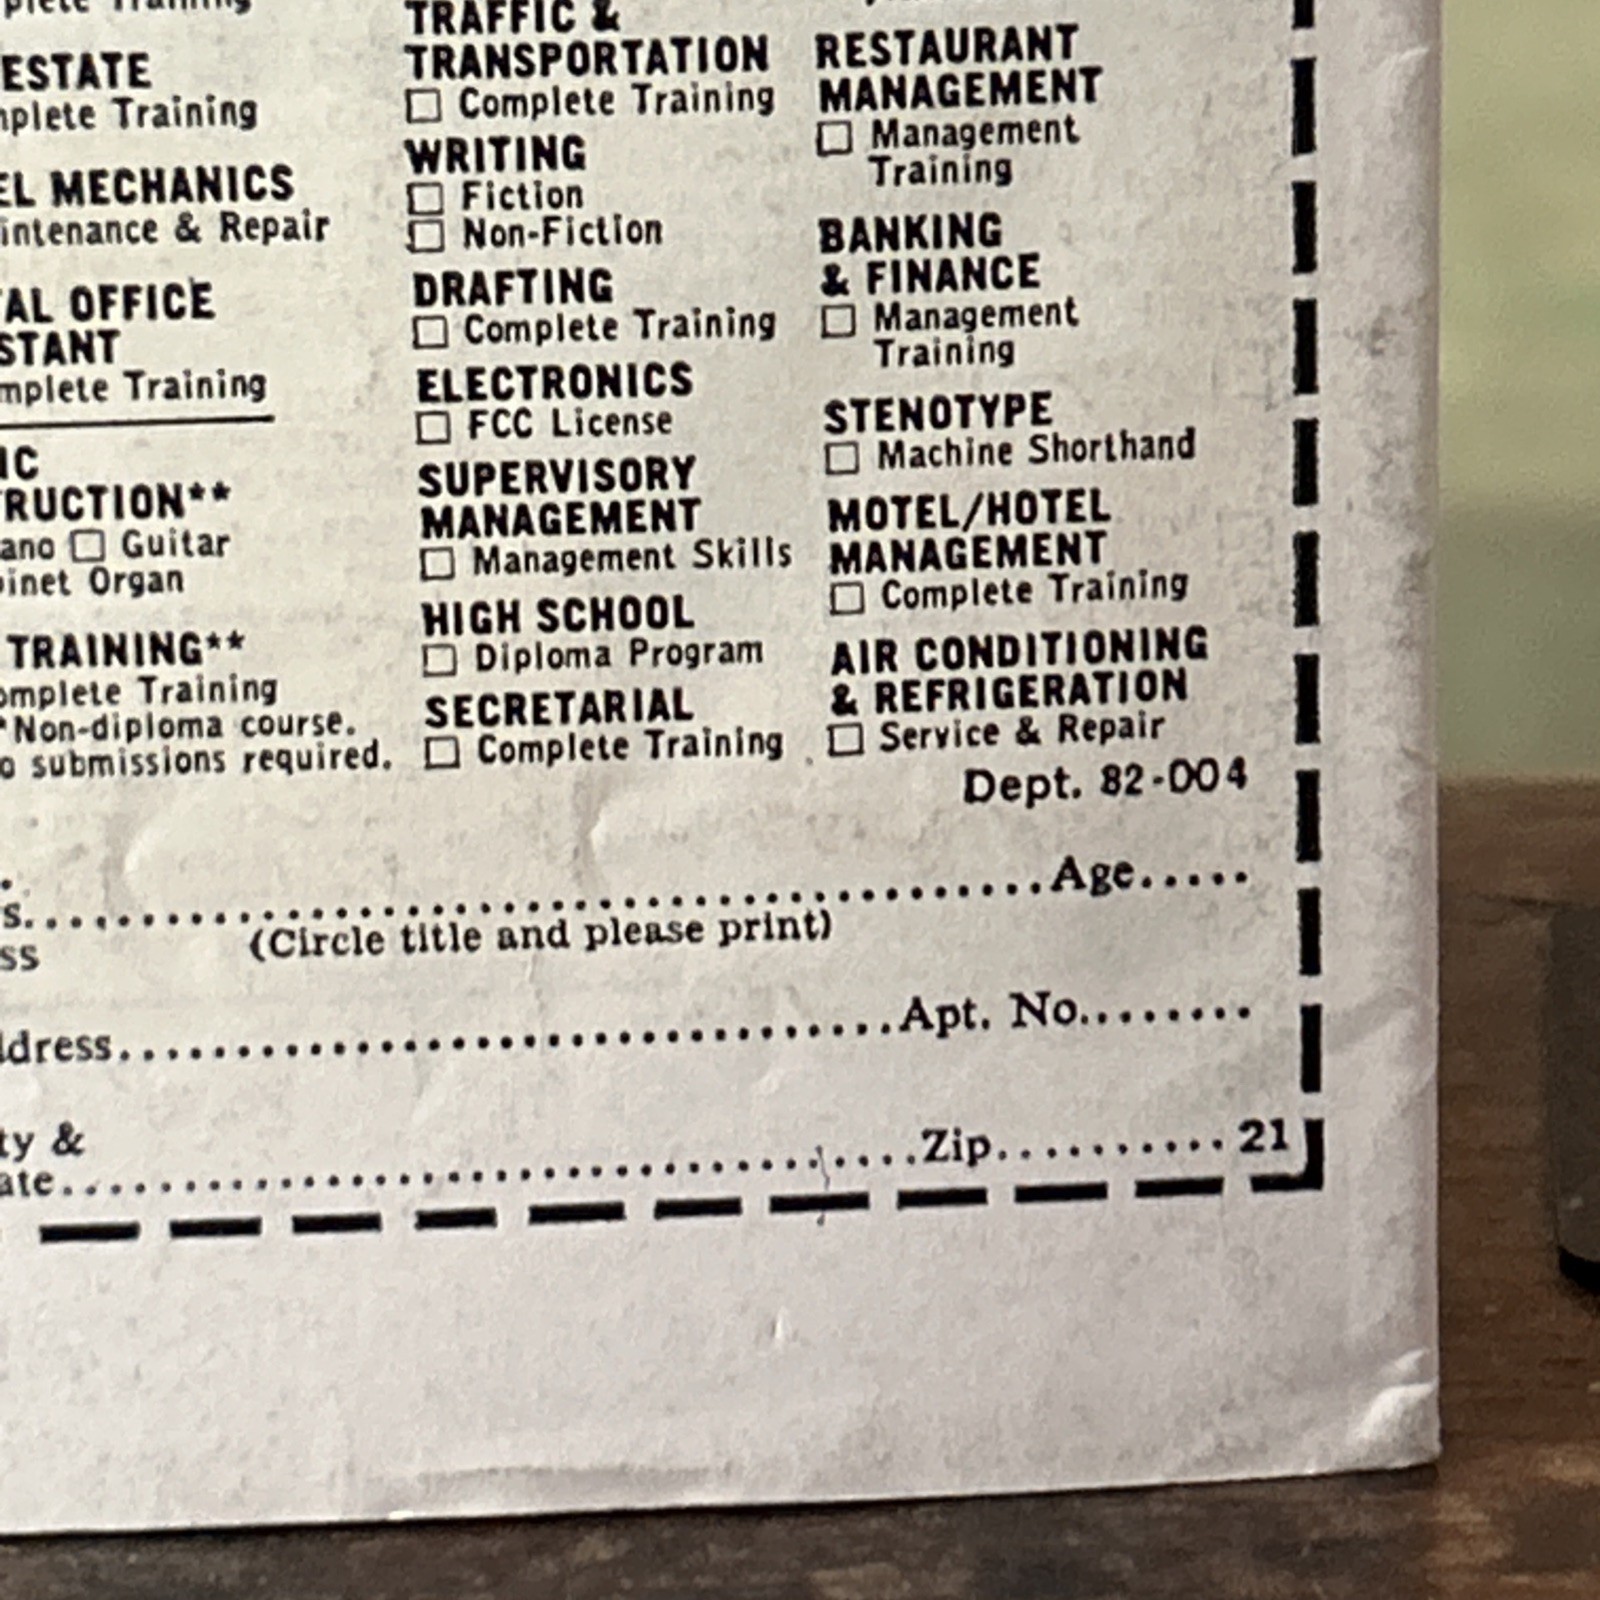 ESTATE
Complete Training
MECHANICS
Maintenance & Repair
OFFICE
Complete Training
RUCTION**
☐ Guitar
Organ
TRAINING**
Complete Training
*Non-diploma course.
submissions required.
TRAFFIC &
TRANSPORTATION
☐ Complete Training
WRITING
☐ Fiction
☐ Non-Fiction
DRAFTING
☐ Complete Training
ELECTRONICS
☐ FCC License
SUPERVISORY
MANAGEMENT
☐ Management Skills
HIGH SCHOOL
☐ Diploma Program
SECRETARIAL
☐ Complete Training
RESTAURANT
MANAGEMENT
☐ Management
Training
BANKING
& FINANCE
☐ Management
Training
STENOTYPE
☐ Machine Shorthand
MOTEL/HOTEL
MANAGEMENT
☐ Complete Training
AIR CONDITIONING
& REFRIGERATION
☐ Service & Repair
Dept. 82-004
Age.....
(Circle title and please print)
Address..........Apt. No........
&
Zip........... 21